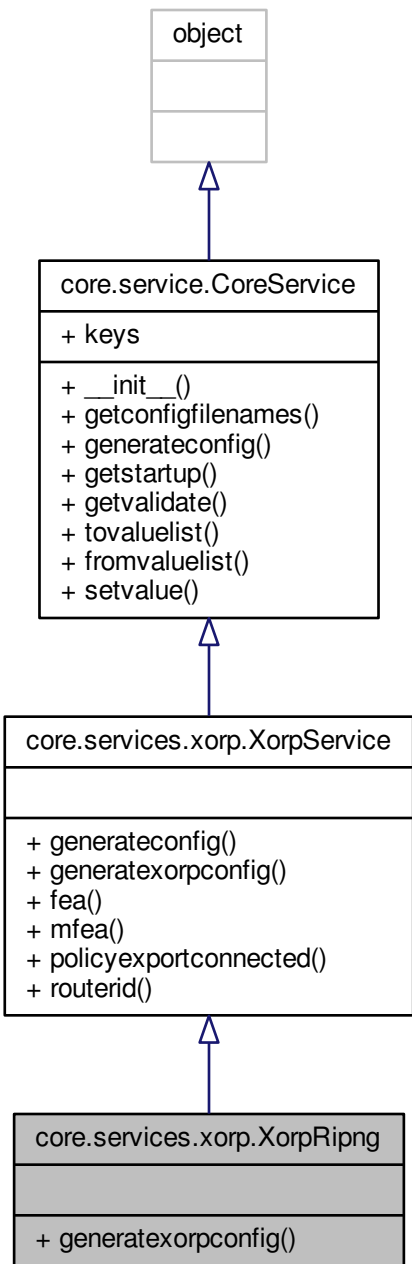 object
core.service.CoreService
+ keys
+ __init__()
+ getconfigfilenames()
+ generateconfig()
+ getstartup()
+ getvalidate()
+ tovaluelist()
+ fromvaluelist()
+ setvalue()
core.services.xorp.XorpService
+ generateconfig()
+ generatexorpconfig()
+ fea()
+ mfea()
+ policyexportconnected()
+ routerid()
core.services.xorp.XorpRipng
+ generatexorpconfig()